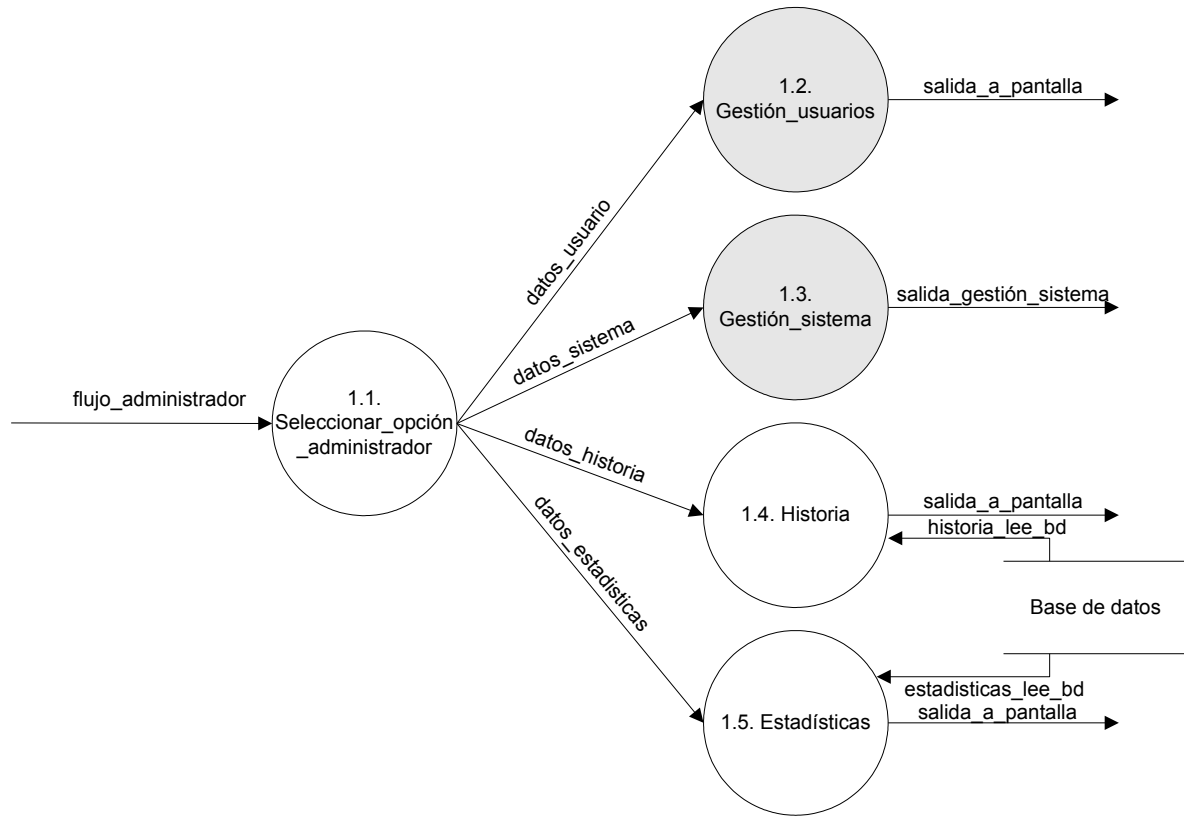 1.2.
Gestión_usuarios
salida_a_pantalla
datos_usuario
1.3.
Gestión_sistema
salida_gestión_sistema
datos_sistema
flujo_administrador
1.1.
Seleccionar_opción
_administrador
datos_historia
1.4. Historia
salida_a_pantalla
historia_lee_bd
datos_estadisticas
Base de datos
1.5. Estadísticas
estadisticas_lee_bd
salida_a_pantalla